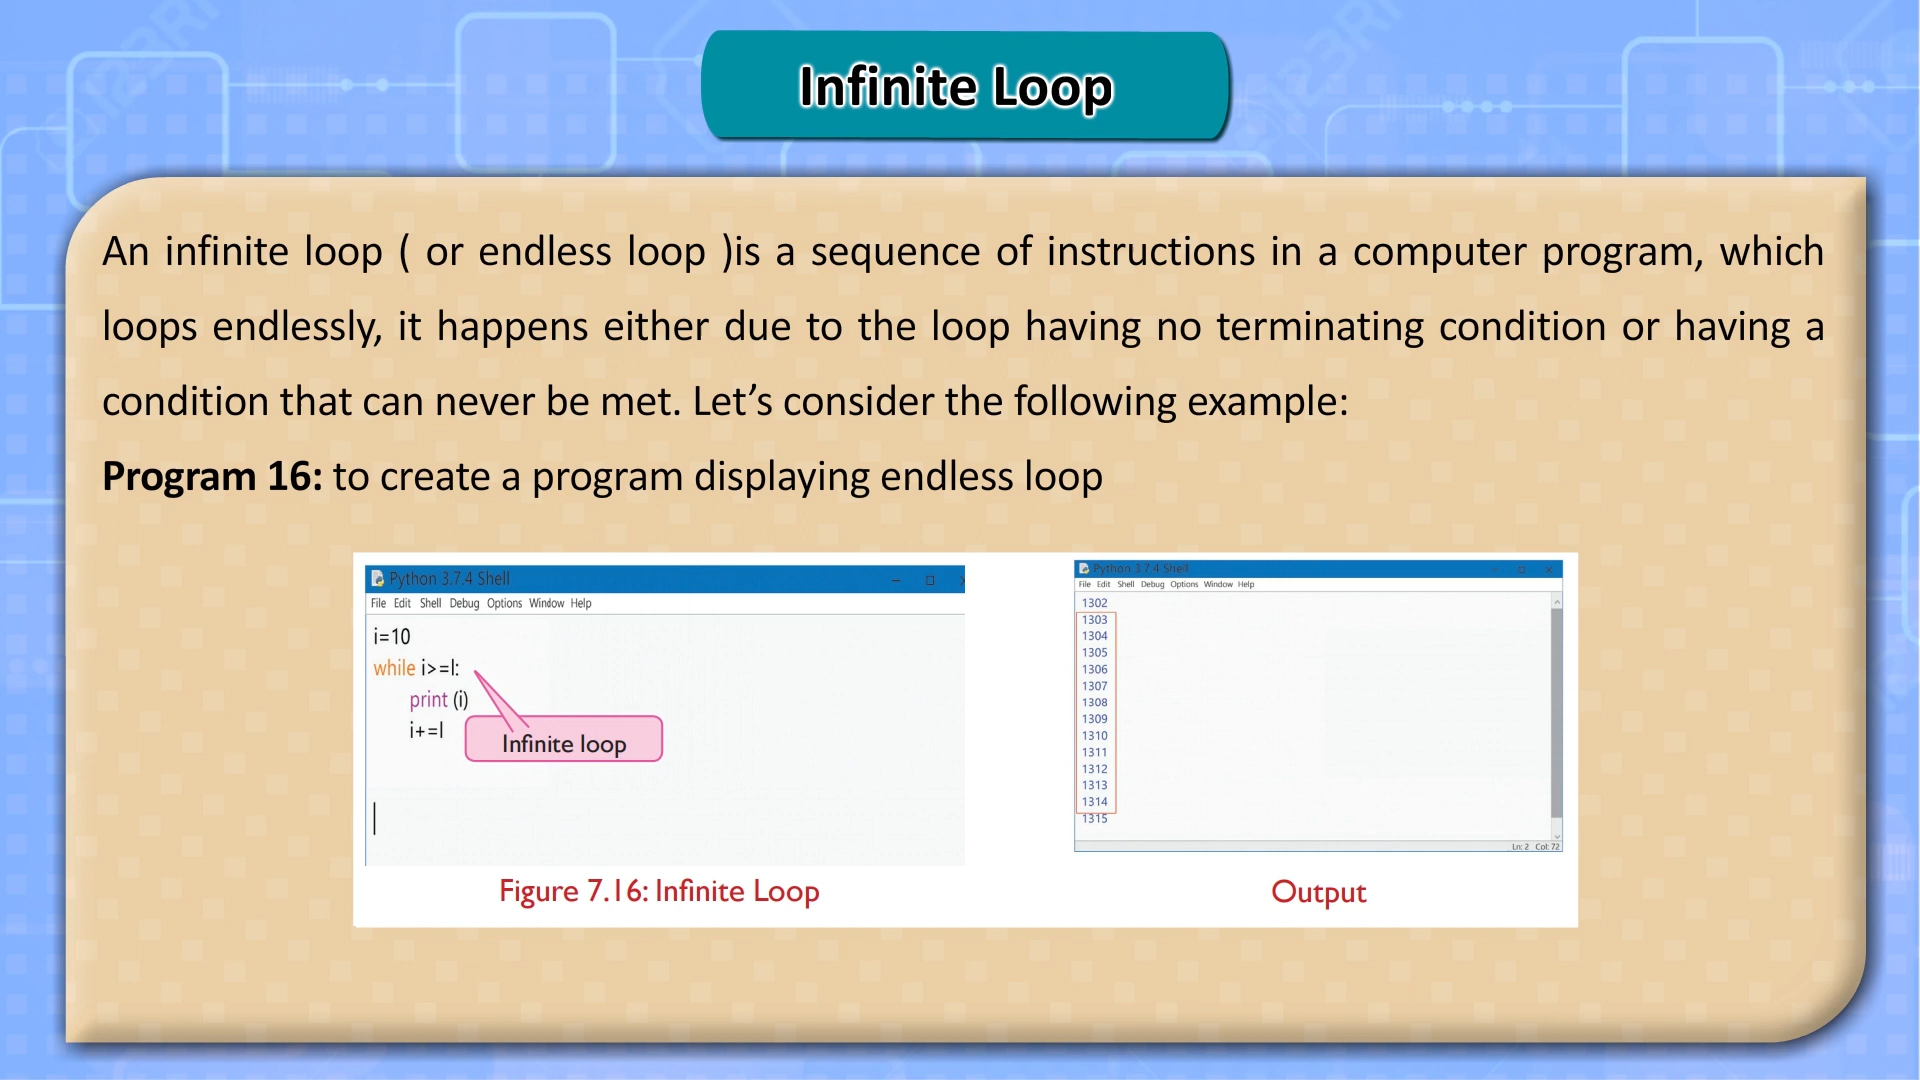 Infinite Loop
An infinite loop ( or endless loop )is a sequence of instructions in a computer program, which
loops endlessly, it happens either due to the loop having no terminating condition or having a
condition that can never be met. Let’s consider the following example:
Program 16: to create a program displaying endless loop
Python 3.7.4 Shell
File Edit Shell Debug Options Window Help
i=10
while i>=l:
print (i)
i+=l
Infinite loop
Figure 7.16: Infinite Loop
Python 3.7.4 Shell
File Edit Shell Debug Options Window Help
1302
1303
1304
1305
1306
1307
1308
1309
1310
1311
1312
1313
1314
1315
Ln: 2 Col: 72
Output